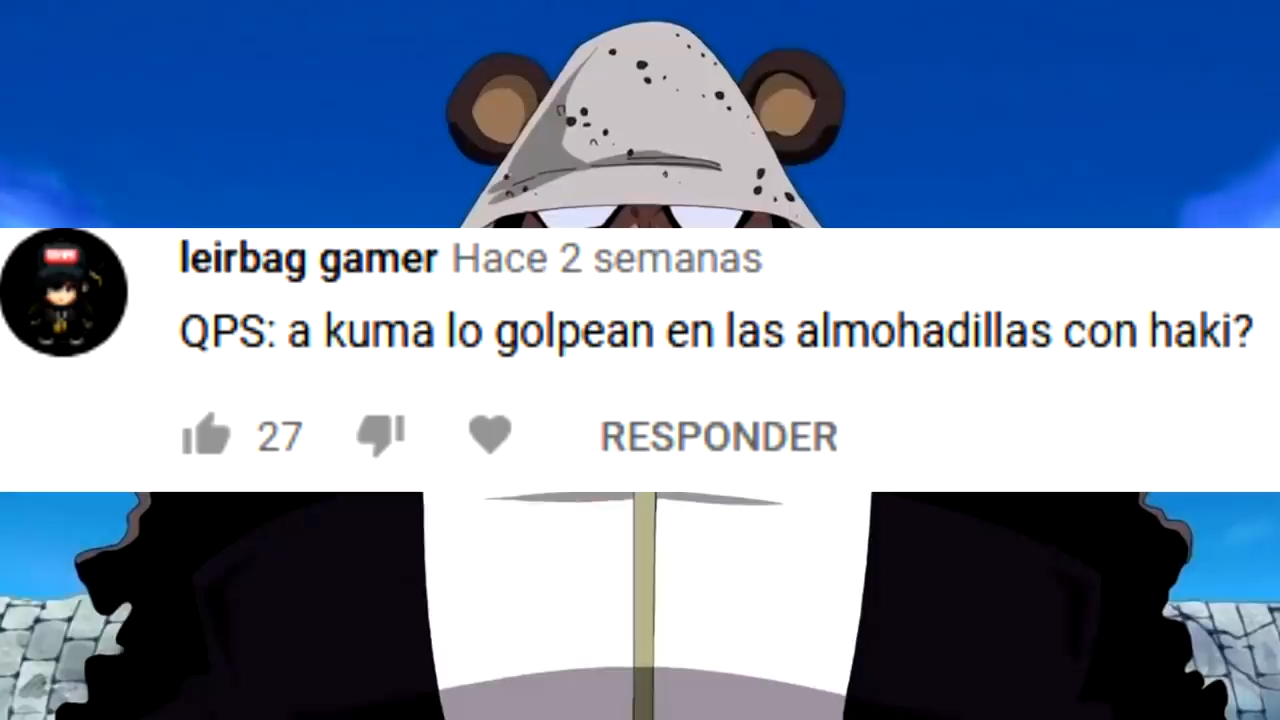 leirbag gamer Hace 2 semanas
QPS: a kuma lo golpean en las almohadillas con haki?
27 RESPONDER